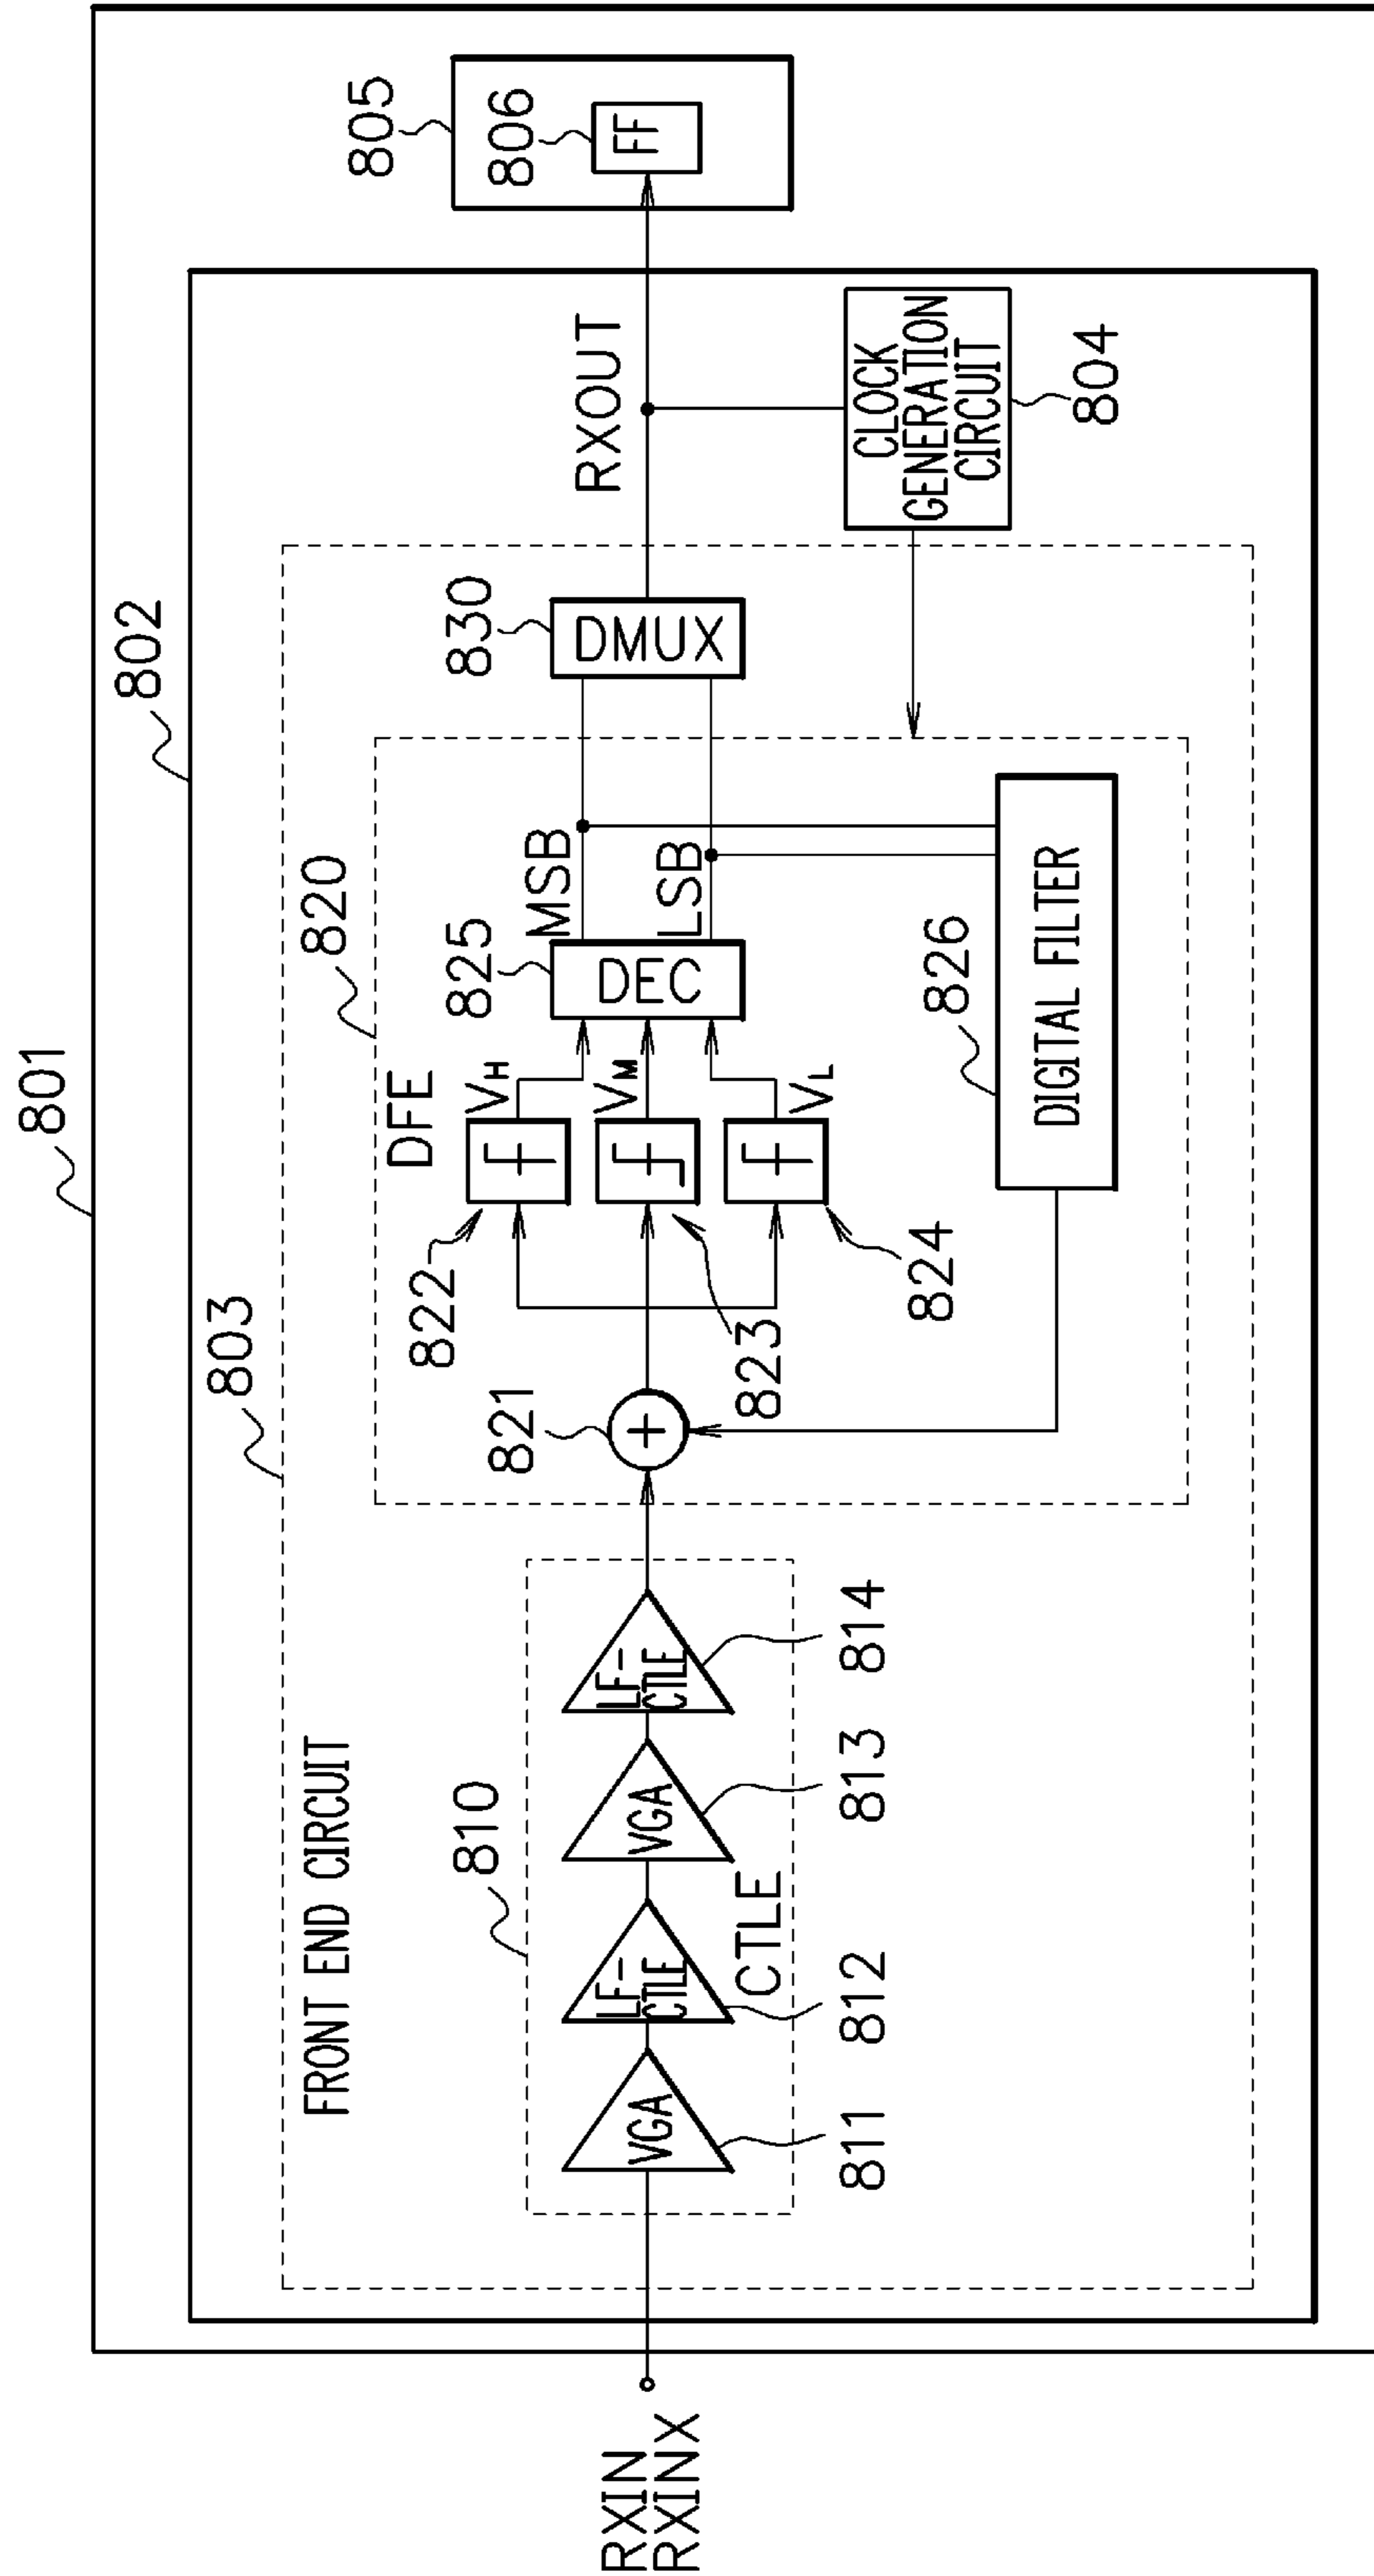 801
802
803
FRONT END CIRCUIT
820
DFE
805
806
FF
810
811
VGA
812
LF-
CTLE
813
VGA
814
LF-
CTLE
CTLE
821
+
822
823
824
VH
VM
VL
825
DEC
MSB
LSB
830
DMUX
RXOUT
826
DIGITAL FILTER
CLOCK
GENERATION
CIRCUIT
804
RXIN
RXINX